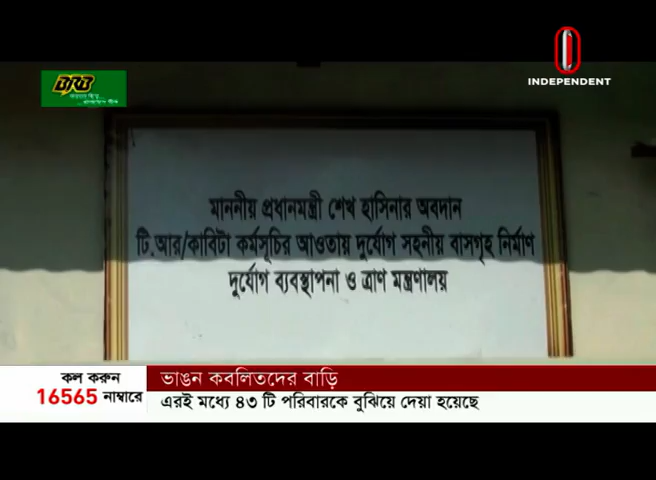 INDEPENDENT
মাননীয় প্রধানমন্ত্রী শেখ হাসিনার অবদান
টি.আর/কাবিটা কর্মসূচির আওতায় দুর্যোগ সহনীয় বাসগৃহ নির্মাণ
দুর্যোগ ব্যবস্থাপনা ও ত্রাণ মন্ত্রণালয়
কল করুন
16565 নাম্বারে
ভাঙন কবলিতদের বাড়ি
এরই মধ্যে ৪৩ টি পরিবারকে বুঝিয়ে দেয়া হয়েছে